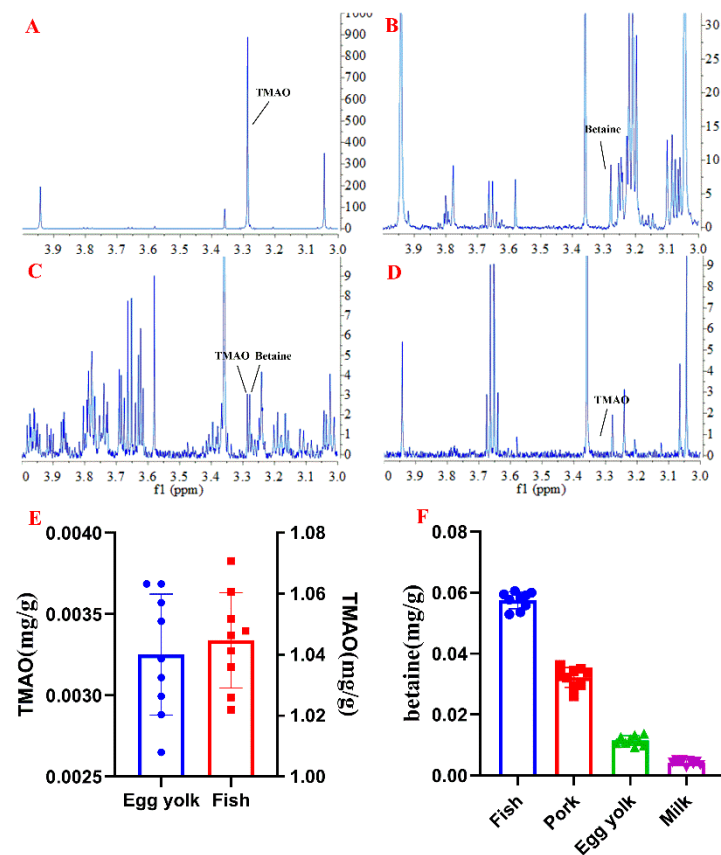 A
1000
900
800
700
600
500
400
300
200
100
0
TMAO
3.9 3.8 3.7 3.6 3.5 3.4 3.3 3.2 3.1 3.0
B
30
25
20
15
10
5
0
Betaine
3.9 3.8 3.7 3.6 3.5 3.4 3.3 3.2 3.1 3.0
C
9
8
7
6
5
4
3
2
1
0
TMAO Betaine
0 3.9 3.8 3.7 3.6 3.5 3.4 3.3 3.2 3.1 3.0
f1 (ppm)
D
9
8
7
6
5
4
3
2
1
0
TMAO
0 3.9 3.8 3.7 3.6 3.5 3.4 3.3 3.2 3.1 3.0
f1 (ppm)
E
TMAO(mg/g)
0.0040
0.0035
0.0030
0.0025
1.08
1.06
1.04
1.02
1.00
TMAO(mg/g)
Egg yolk Fish
F
betaine(mg/g)
0.08
0.06
0.04
0.02
0.00
Fish
Pork
Egg yolk
Milk